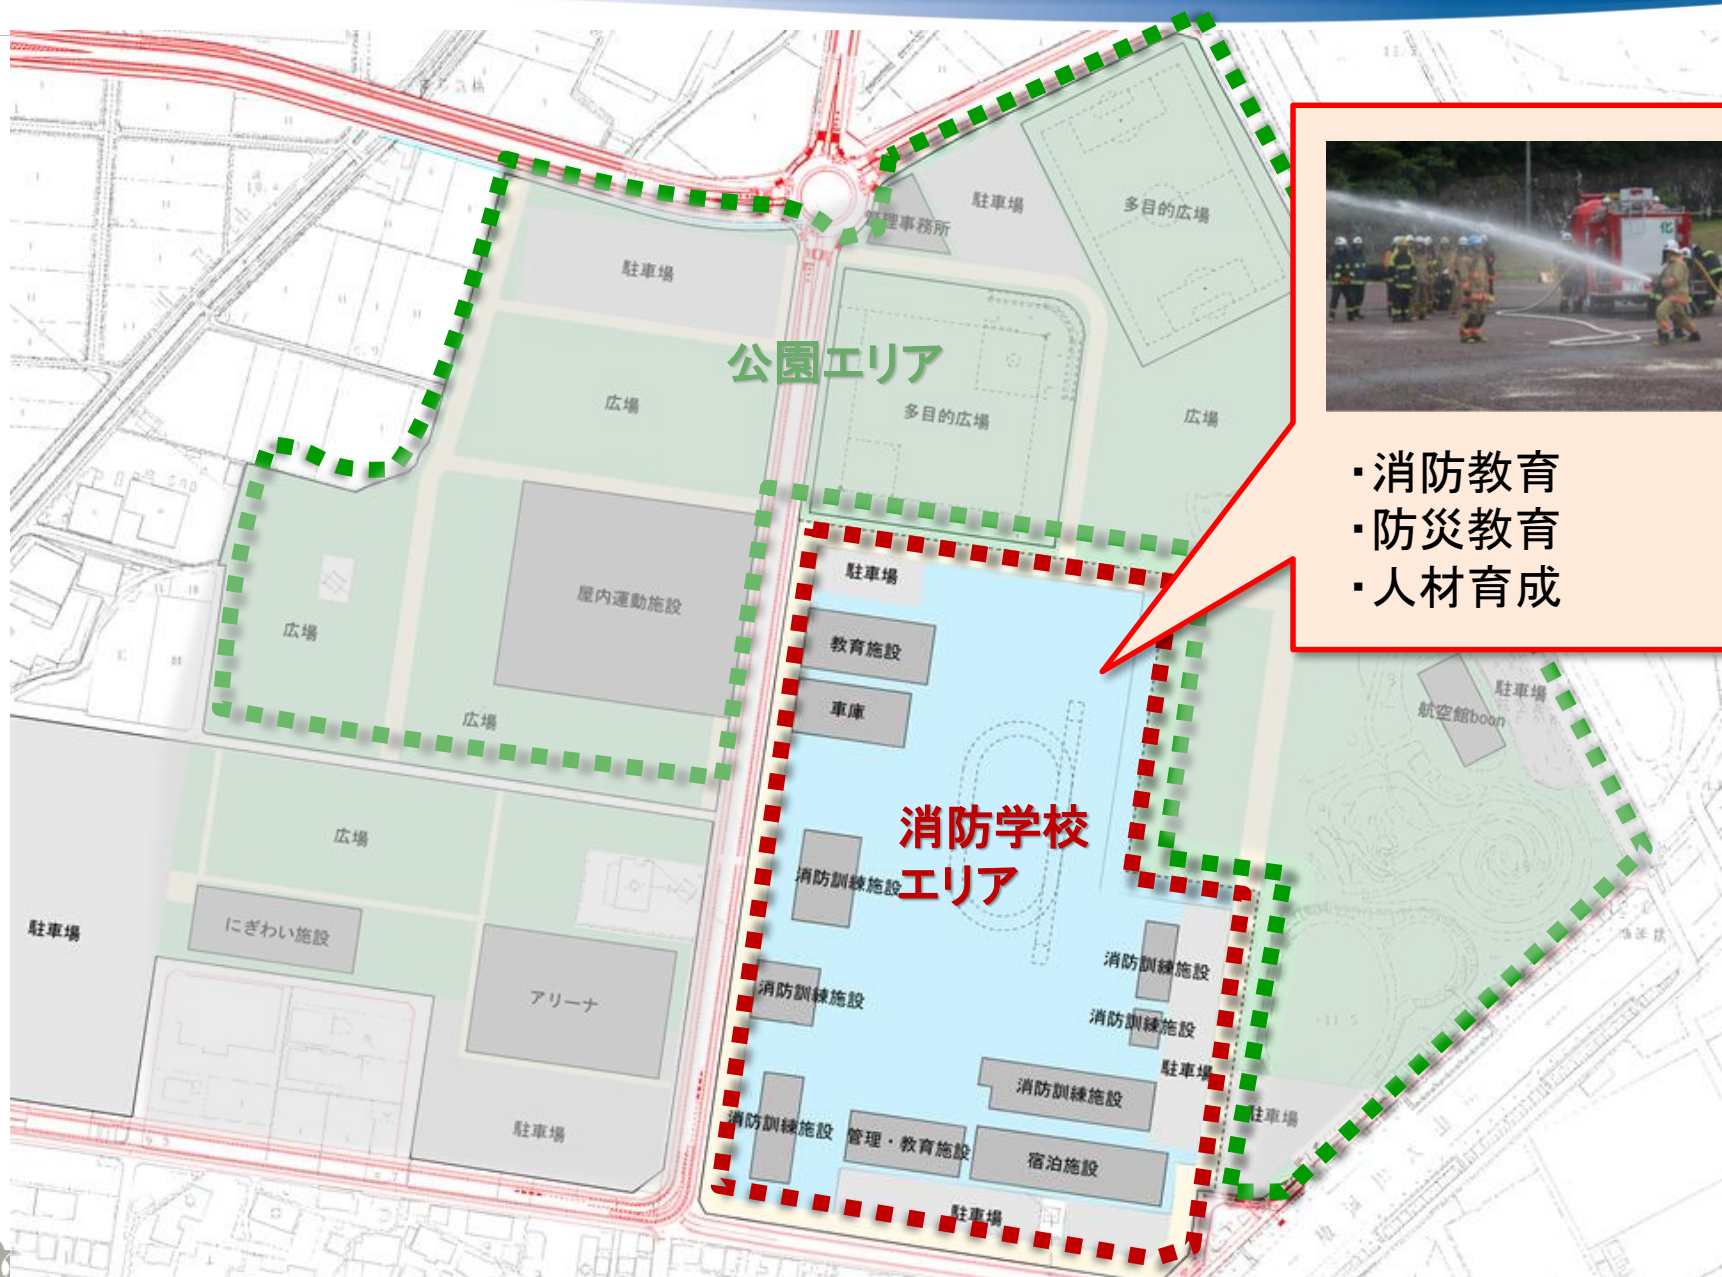 駐車場
多目的広場
管理事務所
駐車場
公園エリア
広場
多目的広場
広場
・消防教育
・防災教育
・人材育成
駐車場
屋内運動施設
広場
教育施設
車庫
広場
駐車場
航空館boon
消防学校
エリア
広場
消防訓練施設
にぎわい施設
駐車場
アリーナ
消防訓練施設
消防訓練施設
消防訓練施設
駐車場
消防訓練施設
駐車場
駐車場
消防訓練施設
管理・教育施設
宿泊施設
駐車場
化